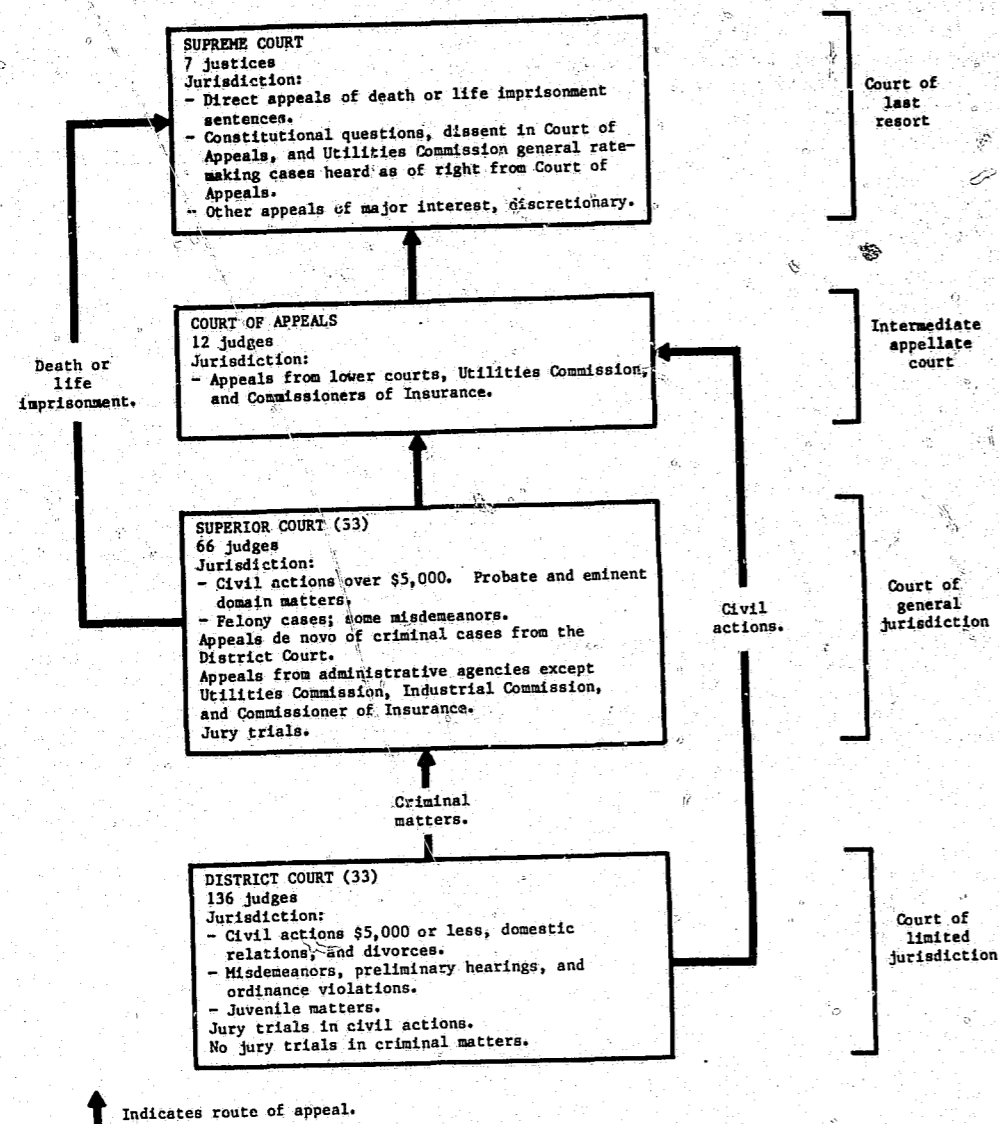 SUPREME COURT
7 justices
Jurisdiction:
- Direct appeals of death or life imprisonment
sentences.
- Constitutional questions, dissent in Court of
Appeals, and Utilities Commission general rate-
making cases heard as of right from Court of
Appeals.
- Other appeals of major interest, discretionary.
Court of
last
resort
COURT OF APPEALS
12 judges
Jurisdiction:
- Appeals from lower courts, Utilities Commission,
and Commissioners of Insurance.
Intermediate
appellate
court
Death or
life
imprisonment.
SUPERIOR COURT (53)
66 judges
Jurisdiction:
- Civil actions over $5,000. Probate and eminent
domain matters.
- Felony cases; some misdemeanors.
Appeals de novo of criminal cases from the
District Court.
Appeals from administrative agencies except
Utilities Commission, Industrial Commission,
and Commissioner of Insurance.
Jury trials.
Civil
actions.
Court of
general
jurisdiction
Criminal
matters.
DISTRICT COURT (33)
136 judges
Jurisdiction:
- Civil actions $5,000 or less, domestic
relations, and divorces.
- Misdemeanors, preliminary hearings, and
ordinance violations.
- Juvenile matters.
Jury trials in civil actions.
No jury trials in criminal matters.
Court of
limited
jurisdiction
Indicates route of appeal.